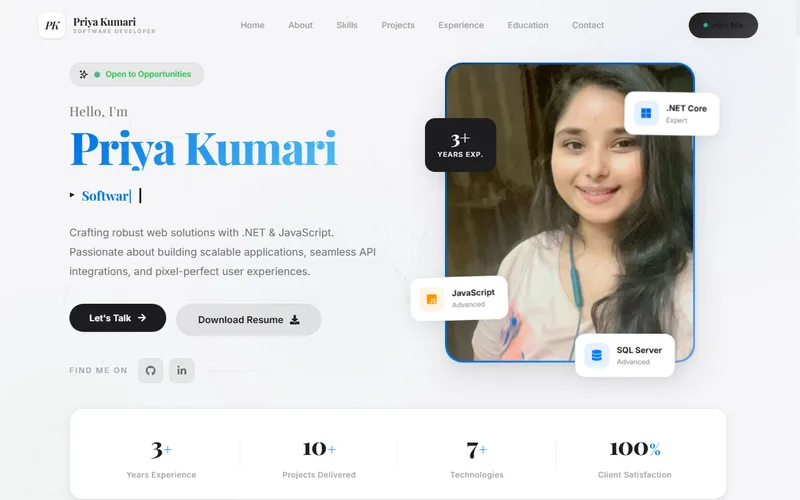 PK
Priya Kumari
SOFTWARE DEVELOPER
Home
About
Skills
Projects
Experience
Education
Contact
Hire Me
Open to Opportunities
Hello, I'm
Priya Kumari
Softwar
Crafting robust web solutions with .NET & JavaScript.
Passionate about building scalable applications, seamless API
integrations, and pixel-perfect user experiences.
Let's Talk
Download Resume
FIND ME ON
in
3+
YEARS EXP.
.NET Core
Expert
JavaScript
Advanced
SQL Server
Advanced
3+
Years Experience
10+
Projects Delivered
7+
Technologies
100%
Client Satisfaction